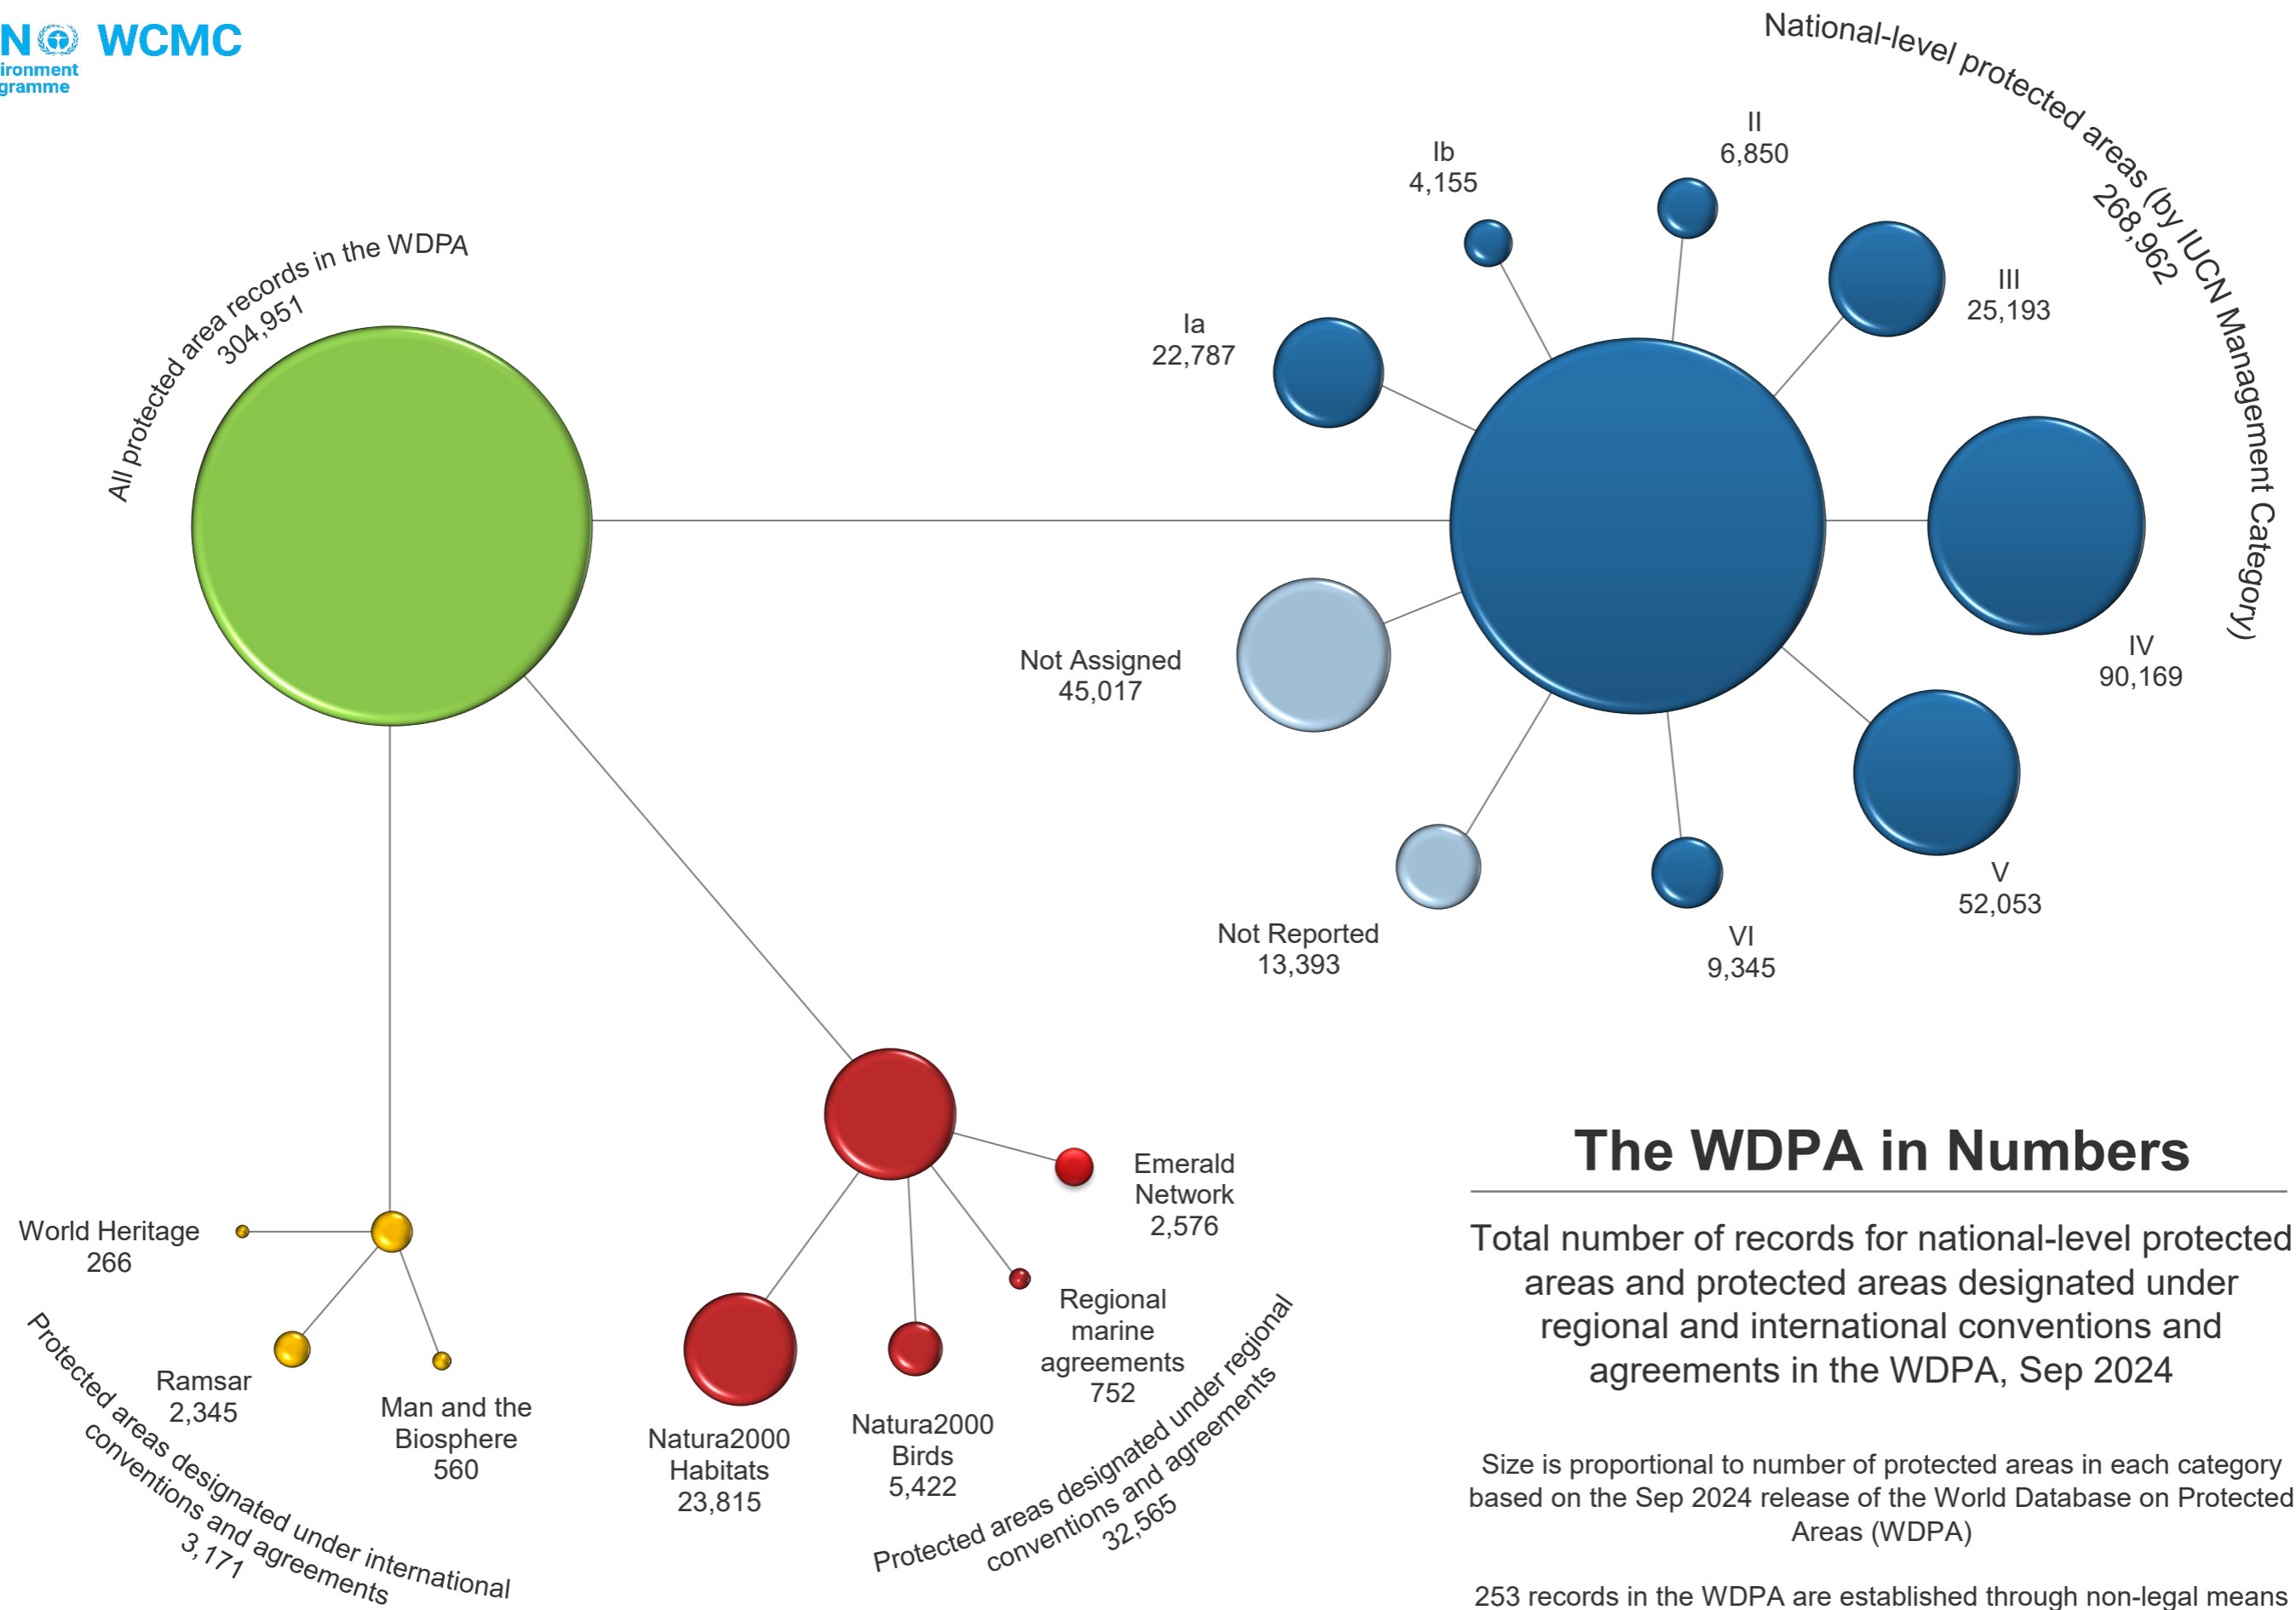 N WCMC
ironment
gramme
National-level protected areas (by IUCN Management Category)
268,962
All protected area records in the WDPA
304,951
Ib
4,155
II
6,850
III
25,193
Ia
22,787
IV
90,169
Not Assigned
45,017
V
52,053
Not Reported
13,393
VI
9,345
World Heritage
266
Ramsar
2,345
Man and the
Biosphere
560
Protected areas designated under international
conventions and agreements
3,171
Emerald
Network
2,576
Regional
marine
agreements
752
Natura2000
Birds
5,422
Natura2000
Habitats
23,815
Protected areas designated under regional
conventions and agreements
32,565
The WDPA in Numbers
Total number of records for national-level protected
areas and protected areas designated under
regional and international conventions and
agreements in the WDPA, Sep 2024
Size is proportional to number of protected areas in each category
based on the Sep 2024 release of the World Database on Protected
Areas (WDPA)
253 records in the WDPA are established through non-legal means